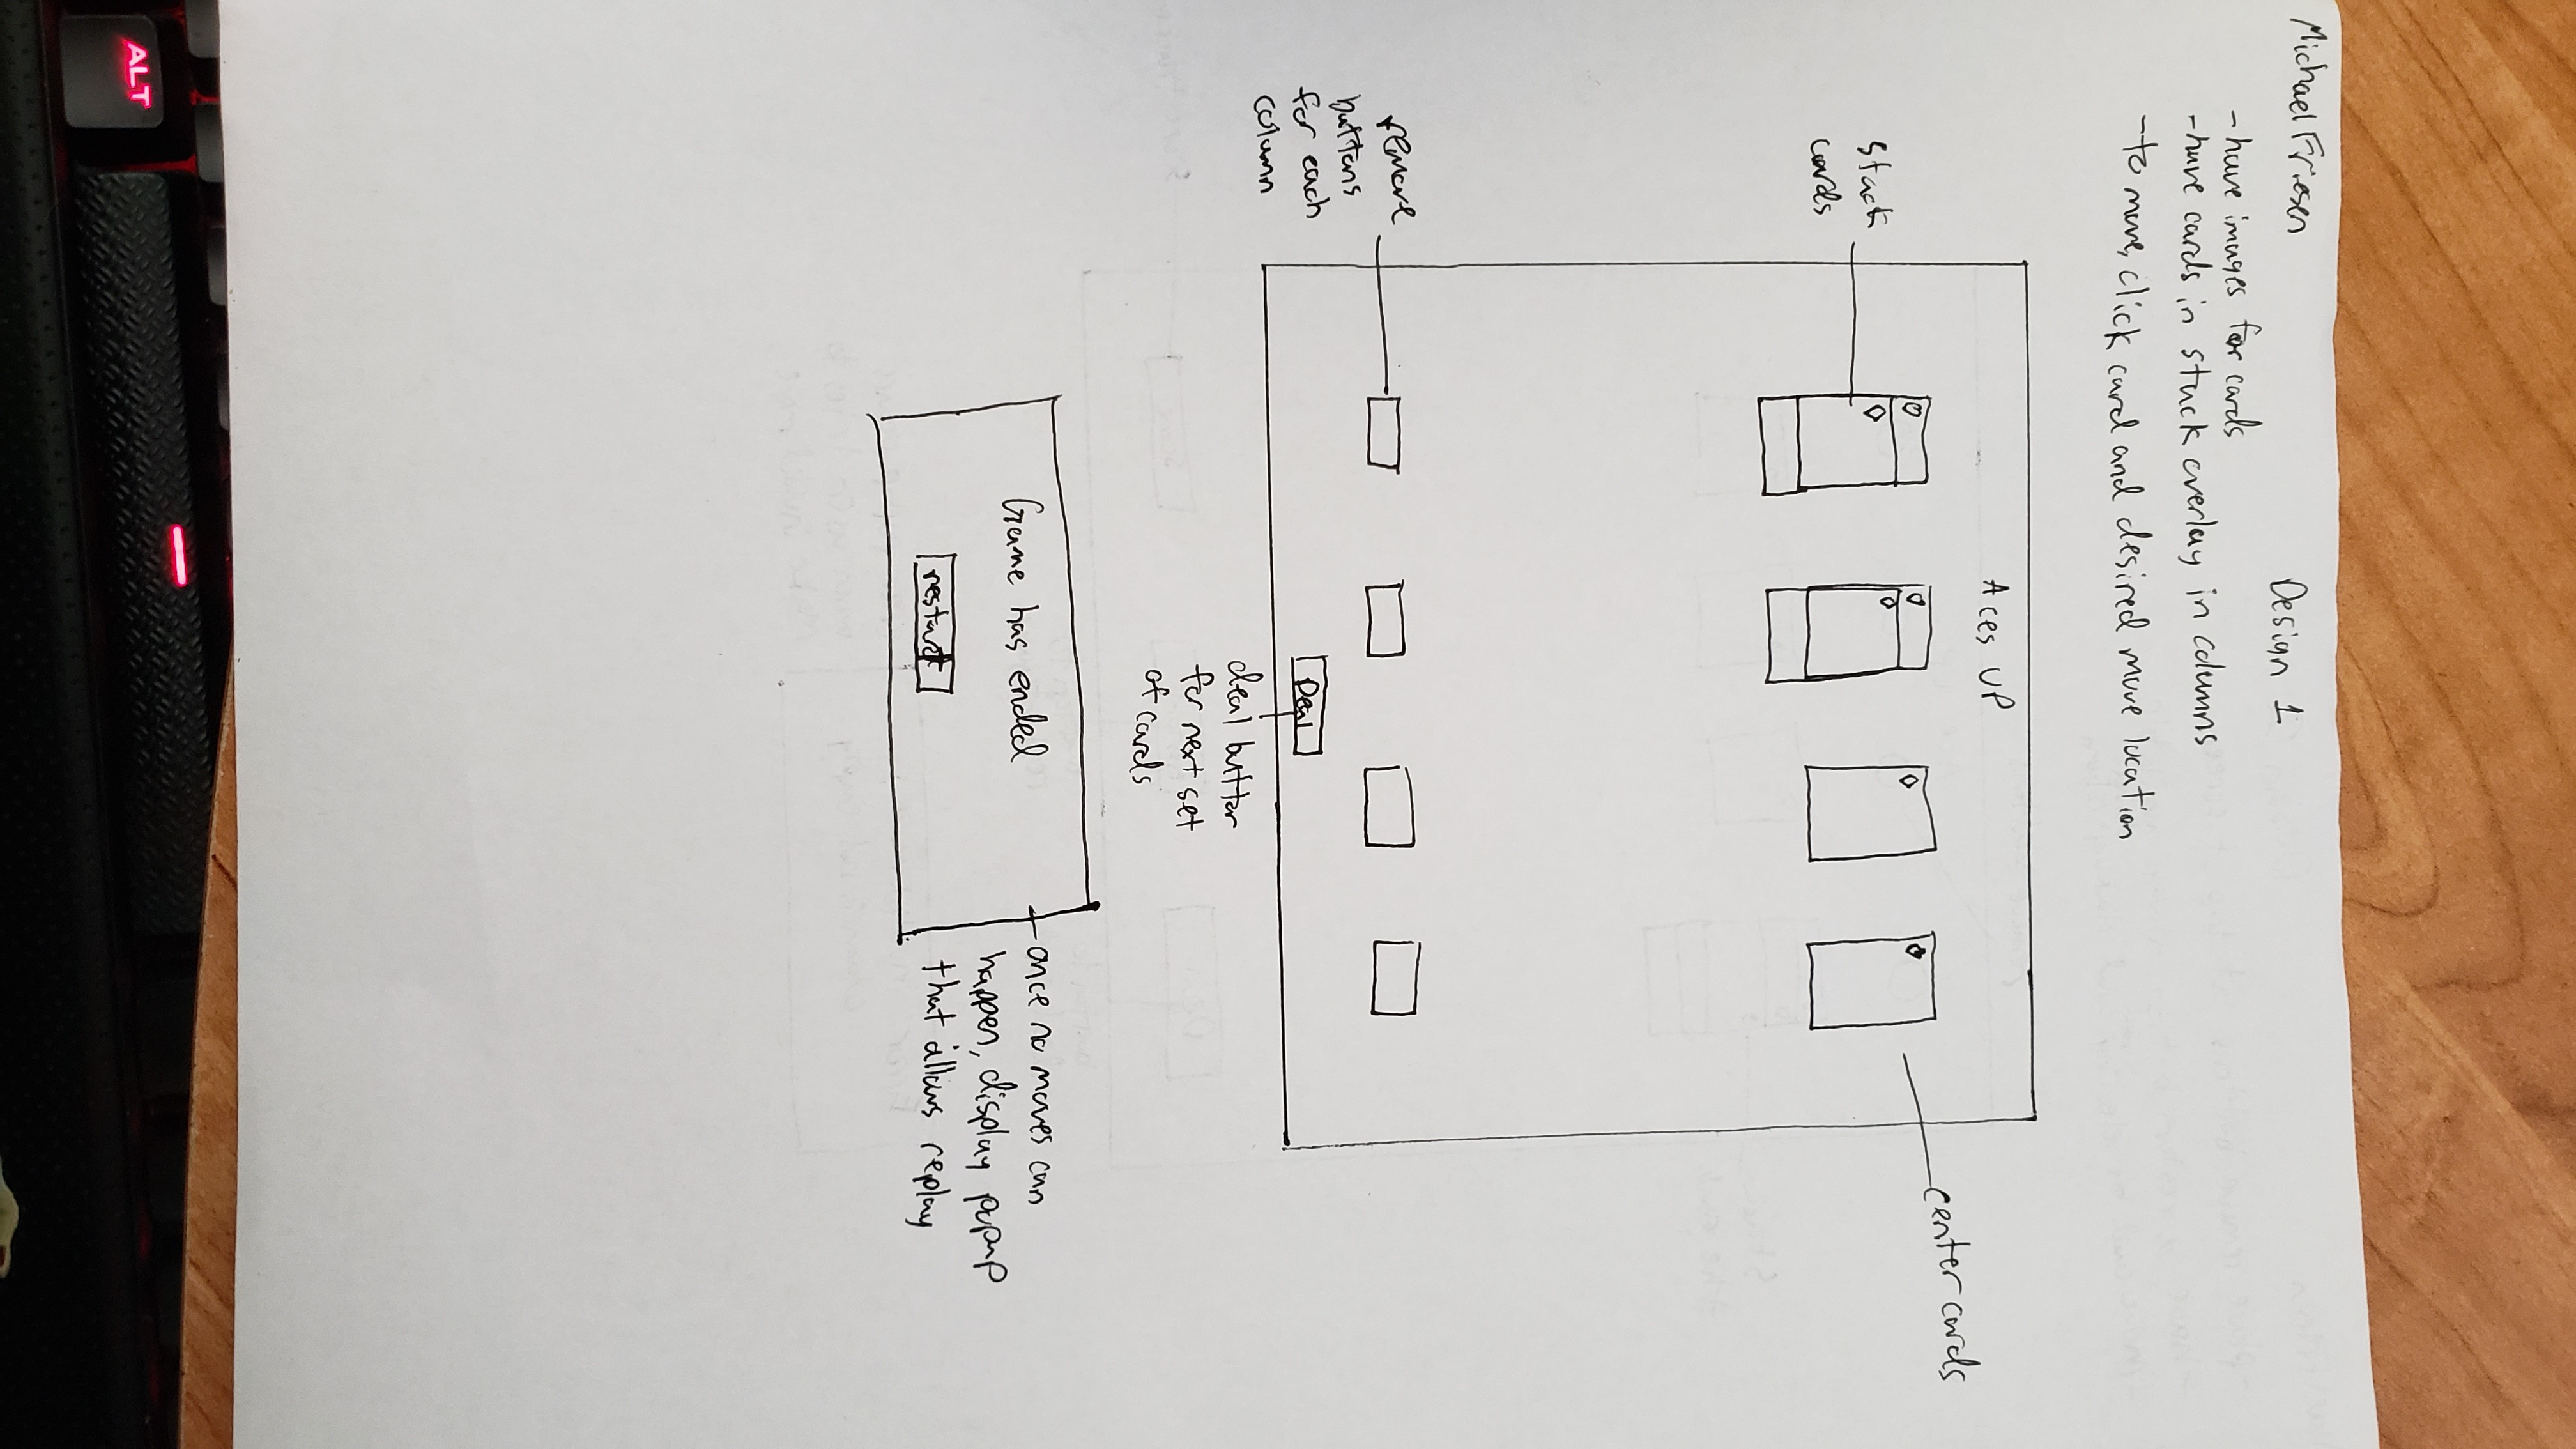 Michael Friesen
Design 1
-have images for cards
-have cards in stack overlay in columns
-to move, click card and desired move location
Aces UP
stack
cards
center cards
remove
buttons
for each
column
Deal
deal button
for next set
of cards
Game has ended
restart
once no moves can
happen, display popup
that allows replay
ALT